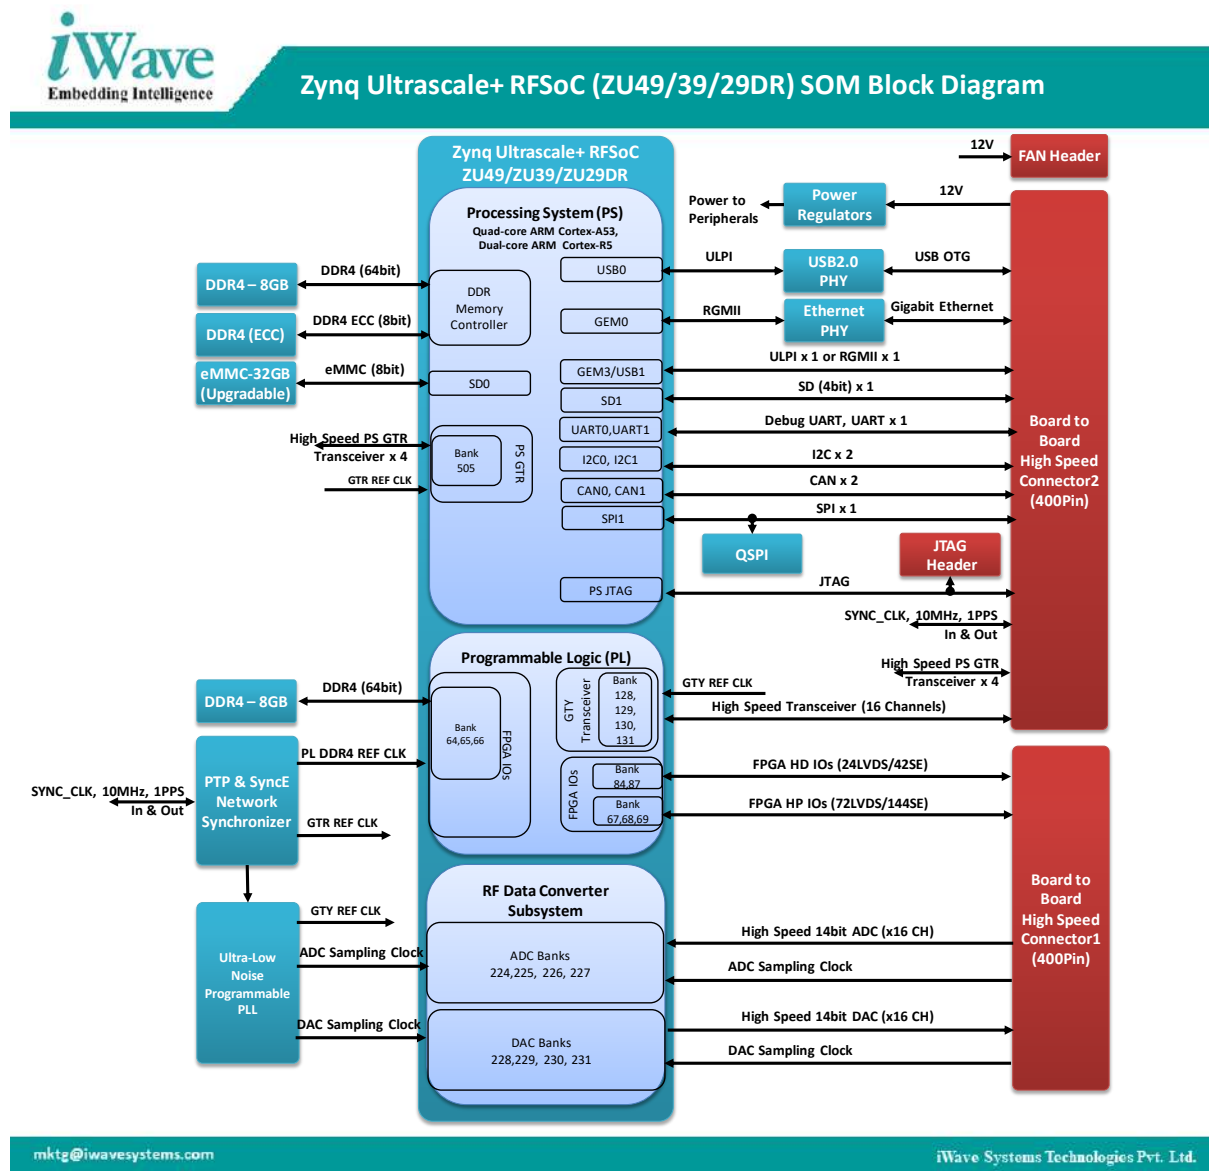 iWave
Embedding Intelligence
Zynq Ultrascale+ RFSoC (ZU49/39/29DR) SOM Block Diagram
Zynq Ultrascale+ RFSoC
ZU49/ZU39/ZU29DR
Processing System (PS)
Quad-core ARM Cortex-A53,
Dual-core ARM Cortex-R5
12V
FAN Header
Power to
Peripherals
Power
Regulators
12V
USB0
ULPI
USB2.0
PHY
USB OTG
DDR4 – 8GB
DDR4 (64bit)
DDR
Memory
Controller
GEM0
RGMII
Ethernet
PHY
Gigabit Ethernet
DDR4 (ECC)
DDR4 ECC (8bit)
eMMC-32GB
(Upgradable)
eMMC (8bit)
SD0
GEM3/USB1
ULPI x 1 or RGMII x 1
SD1
SD (4bit) x 1
UART0,UART1
Debug UART, UART x 1
High Speed PS GTR
Transceiver x 4
Bank
505
PS GTR
GTR REF CLK
I2C0, I2C1
I2C x 2
CAN0, CAN1
CAN x 2
SPI1
SPI x 1
QSPI
JTAG
Header
PS JTAG
JTAG
Board to
Board
High Speed
Connector2
(400Pin)
SYNC_CLK, 10MHz, 1PPS
In & Out
High Speed PS GTR
Transceiver x 4
Programmable Logic (PL)
DDR4 – 8GB
DDR4 (64bit)
Bank
64,65,66
FPGA IOs
GTY
Transceiver
Bank
128,
129,
130,
131
GTY REF CLK
High Speed Transceiver (16 Channels)
PTP & SyncE
Network
Synchronizer
PL DDR4 REF CLK
SYNC_CLK, 10MHz, 1PPS
In & Out
GTR REF CLK
FPGA IOs
Bank
84,87
FPGA HD IOs (24LVDS/42SE)
Bank
67,68,69
FPGA HP IOs (72LVDS/144SE)
RF Data Converter
Subsystem
Ultra-Low
Noise
Programmable
PLL
GTY REF CLK
ADC Sampling Clock
ADC Banks
224,225, 226, 227
High Speed 14bit ADC (x16 CH)
ADC Sampling Clock
DAC Sampling Clock
DAC Banks
228,229, 230, 231
High Speed 14bit DAC (x16 CH)
DAC Sampling Clock
Board to
Board
High Speed
Connector1
(400Pin)
mktg@iwavesystems.com
iWave Systems Technologies Pvt. Ltd.